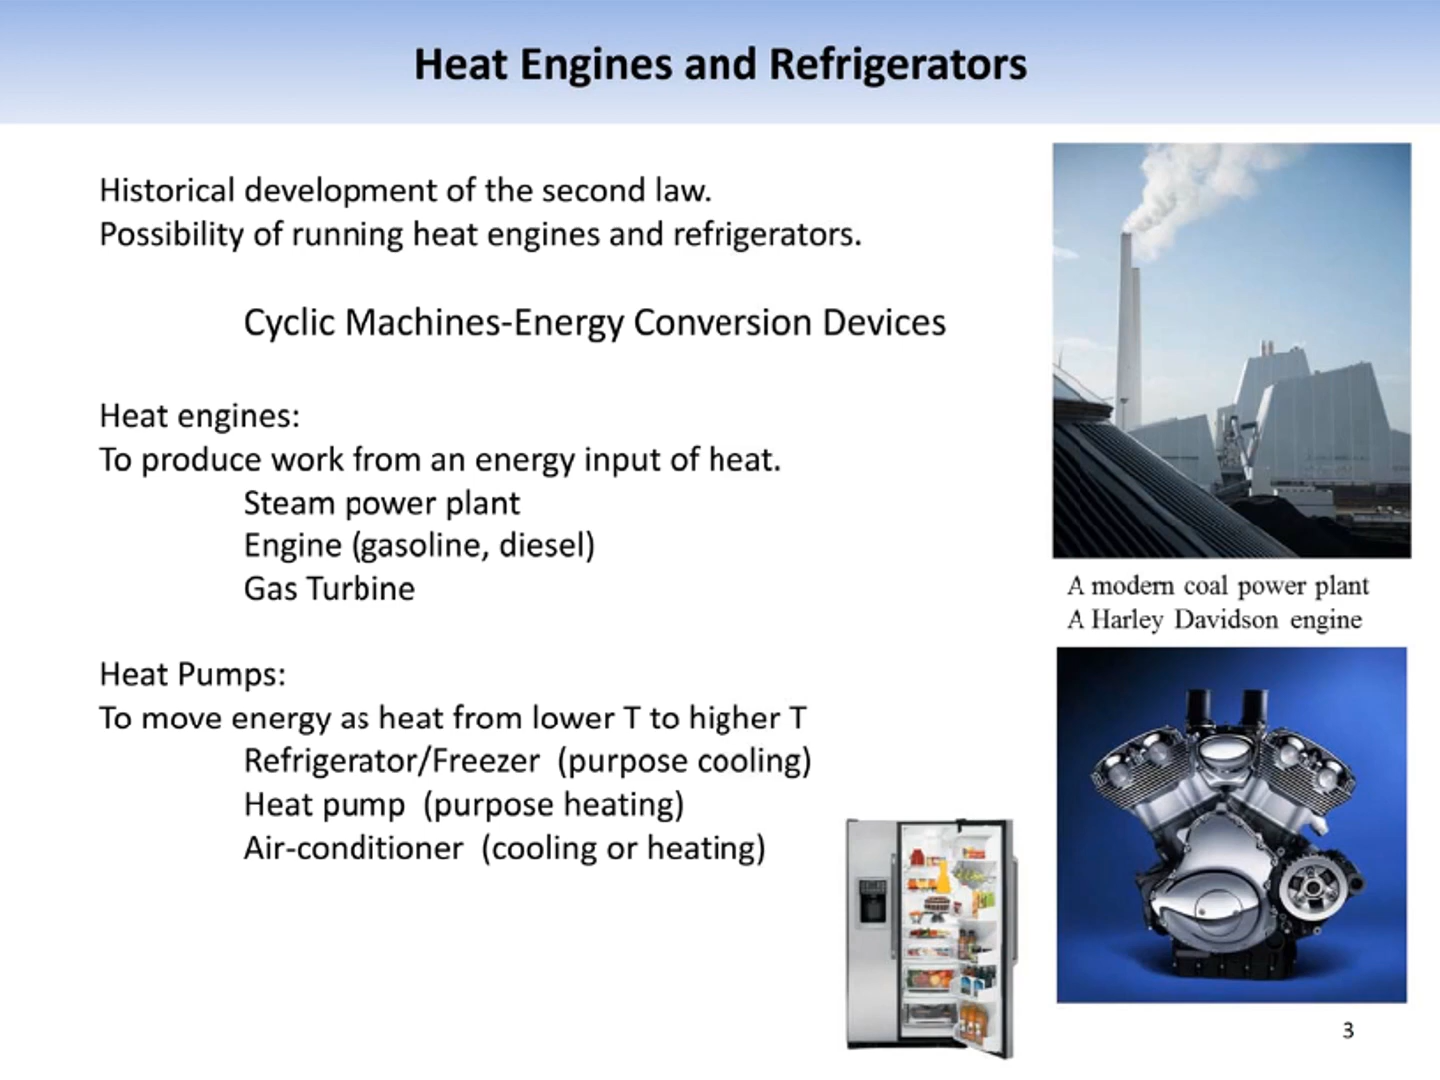 Heat Engines and Refrigerators
Historical development of the second law.
Possibility of running heat engines and refrigerators.
Cyclic Machines-Energy Conversion Devices
Heat engines:
To produce work from an energy input of heat.
Steam power plant
Engine (gasoline, diesel)
Gas Turbine
Heat Pumps:
To move energy as heat from lower T to higher T
Refrigerator/Freezer (purpose cooling)
Heat pump (purpose heating)
Air-conditioner (cooling or heating)
A modern coal power plant
A Harley Davidson engine
3